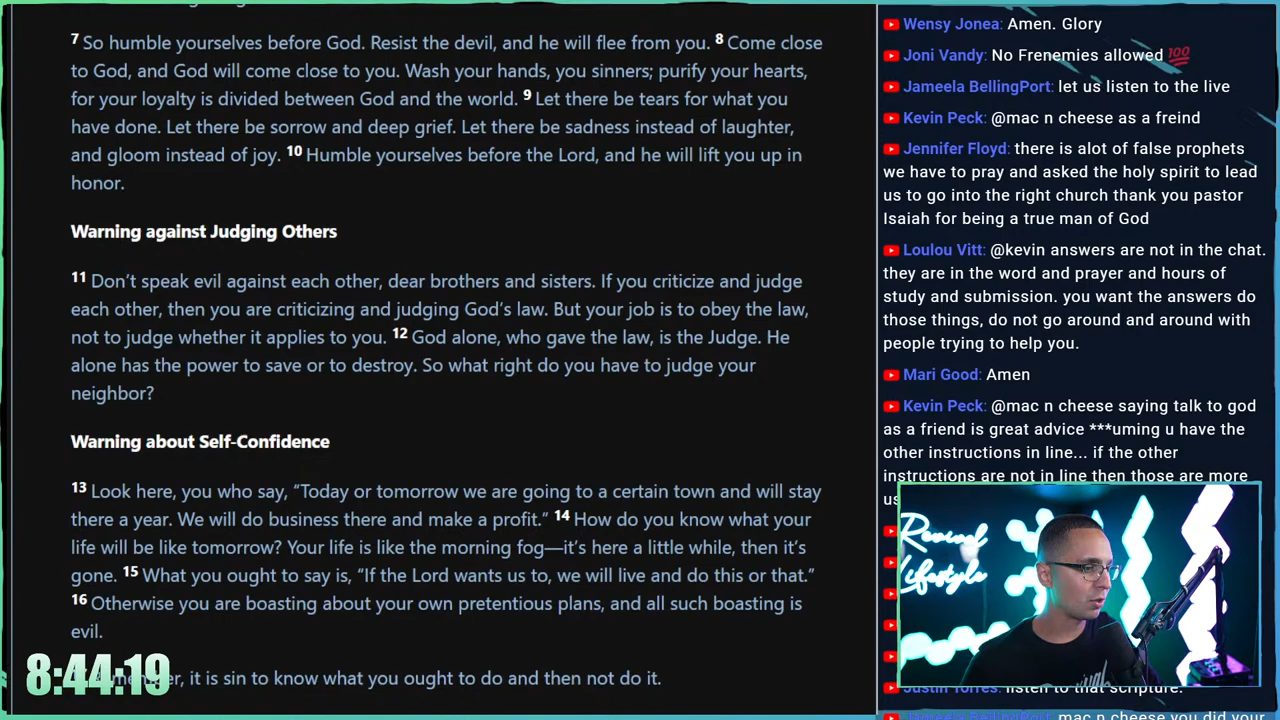 7 So humble yourselves before God. Resist the devil, and he will flee from you. 8 Come close
to God, and God will come close to you. Wash your hands, you sinners; purify your hearts,
for your loyalty is divided between God and the world. 9 Let there be tears for what you
have done. Let there be sorrow and deep grief. Let there be sadness instead of laughter,
and gloom instead of joy. 10 Humble yourselves before the Lord, and he will lift you up in
honor.
Warning against Judging Others
11 Don’t speak evil against each other, dear brothers and sisters. If you criticize and judge
each other, then you are criticizing and judging God’s law. But your job is to obey the law,
not to judge whether it applies to you. 12 God alone, who gave the law, is the Judge. He
alone has the power to save or to destroy. So what right do you have to judge your
neighbor?
Warning about Self-Confidence
13 Look here, you who say, “Today or tomorrow we are going to a certain town and will stay
there a year. We will do business there and make a profit.” 14 How do you know what your
life will be like tomorrow? Your life is like the morning fog—it’s here a little while, then it’s
gone. 15 What you ought to say is, “If the Lord wants us to, we will live and do this or that.”
16 Otherwise you are boasting about your own pretentious plans, and all such boasting is
evil.
it is sin to know what you ought to do and then not do it.
8:44:19
Wensy Jonea: Amen. Glory
Joni Vandy: No Frenemies allowed 💯
Jameela BellingPort: let us listen to the live
Kevin Peck: @mac n cheese as a freind
Jennifer Floyd: there is alot of false prophets
we have to pray and asked the holy spirit to lead
us to go into the right church thank you pastor
Isaiah for being a true man of God
Loulou Vitt: @kevin answers are not in the chat.
they are in the word and prayer and hours of
study and submission. you want the answers do
those things, do not go around and around with
people trying to help you.
Mari Good: Amen
Kevin Peck: @mac n cheese saying talk to god
as a friend is great advice ***uming u have the
other instructions in line... if the other
instructions are not in line then those are more
Revival
Lifestyle
Justin Torres: listen to that scripture.
Jameela BellingPort: mac n cheese you did your